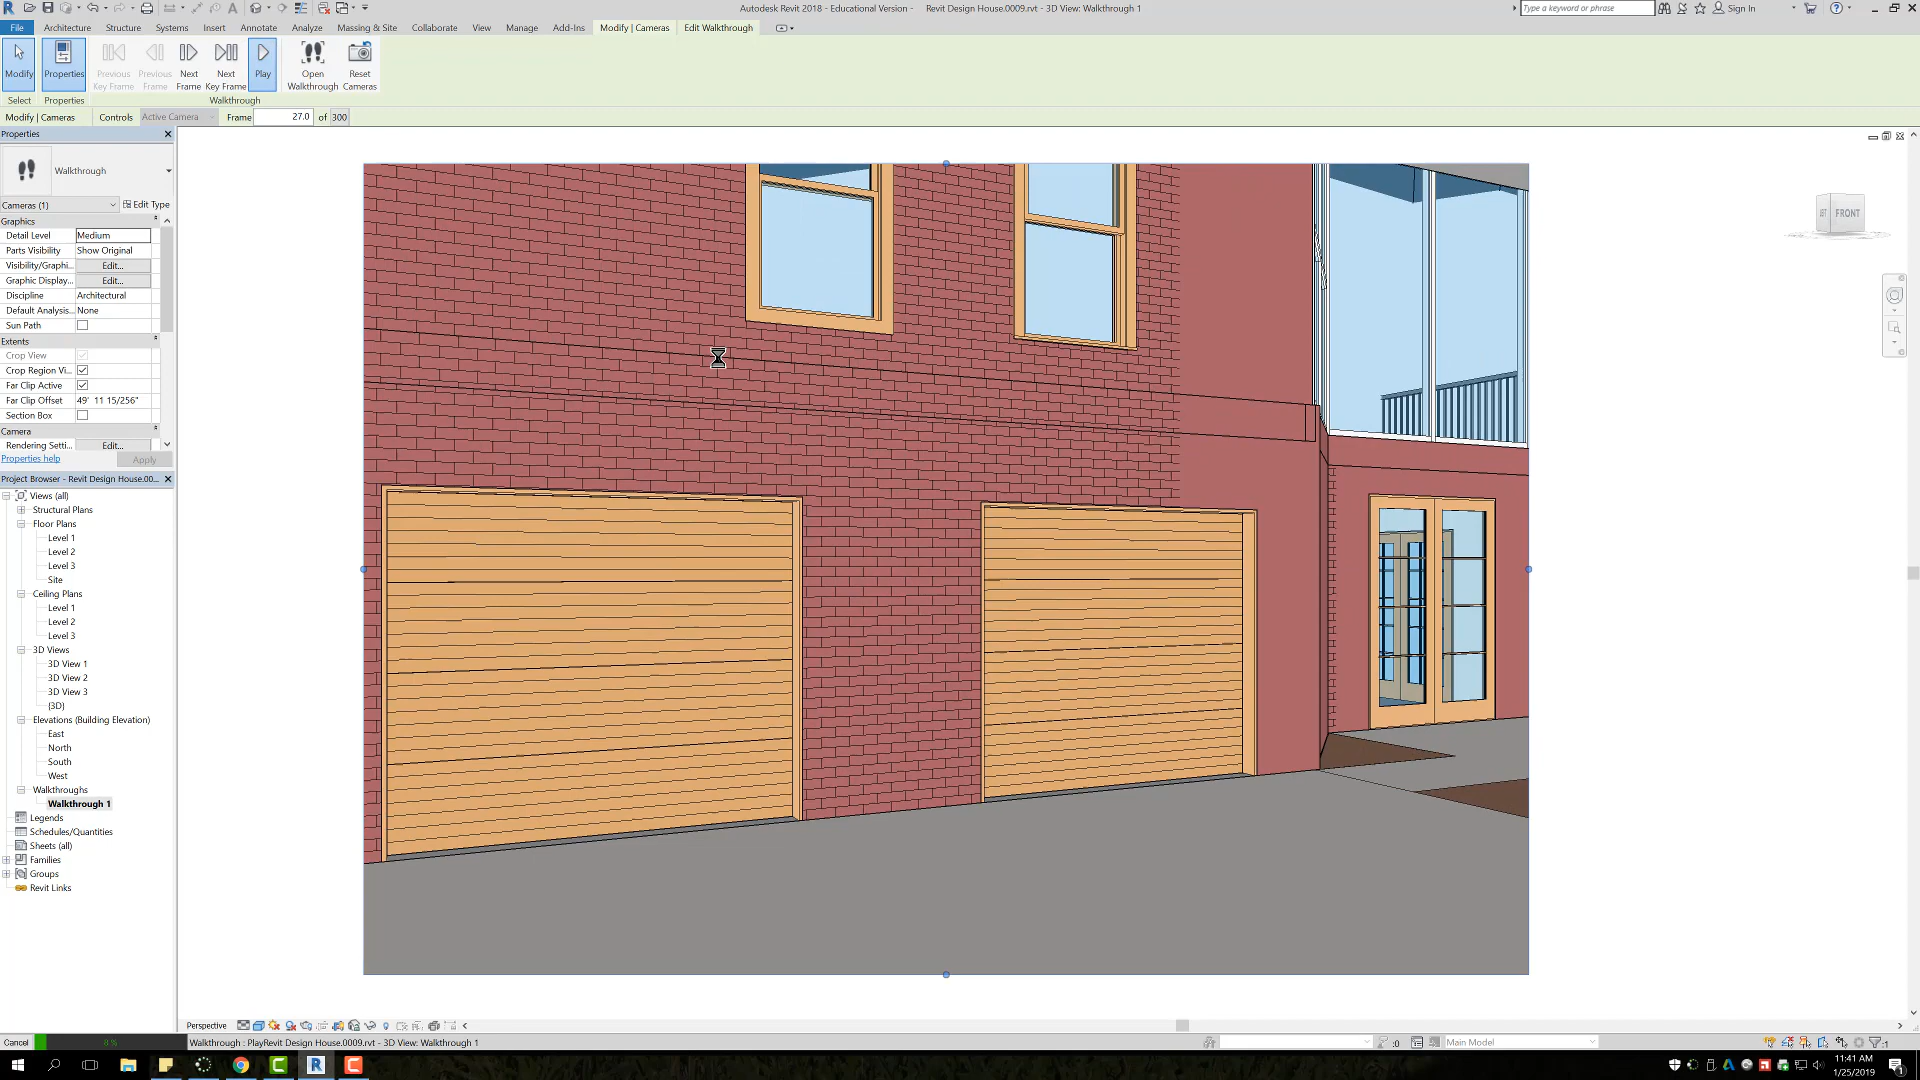 Autodesk Revit 2018 - Educational Version -    Revit Design House.0009.rvt - 3D View: Walkthrough 1
Type a keyword or phrase
Sign In
File Architecture Structure Systems Insert Annotate Analyze Massing & Site Collaborate View Manage Add-Ins Modify | Cameras Edit Walkthrough
Modify Properties Previous Key Frame Previous Frame Next Frame Next Key Frame Play Open Walkthrough Reset Cameras
Select Properties Walkthrough
Modify | Cameras Controls Active Camera Frame 27.0 of 300
Properties
Walkthrough
Cameras (1) Edit Type
Graphics
Detail Level Medium
Parts Visibility Show Original
Visibility/Graphi... Edit...
Graphic Display... Edit...
Discipline Architectural
Default Analysis... None
Sun Path
Extents
Crop View
Crop Region Vi...
Far Clip Active
Far Clip Offset 49' 11 15/256"
Section Box
Camera
Rendering Setti... Edit...
Properties help Apply
Project Browser - Revit Design House.00...
Views (all)
Structural Plans
Floor Plans
Level 1
Level 2
Level 3
Site
Ceiling Plans
Level 1
Level 2
Level 3
3D Views
3D View 1
3D View 2
3D View 3
{3D}
Elevations (Building Elevation)
East
North
South
West
Walkthroughs
Walkthrough 1
Legends
Schedules/Quantities
Sheets (all)
Families
Groups
Revit Links
FRONT
Perspective
Cancel 8 % Walkthrough : PlayRevit Design House.0009.rvt - 3D View: Walkthrough 1
:0 Main Model :1
11:41 AM
1/25/2019